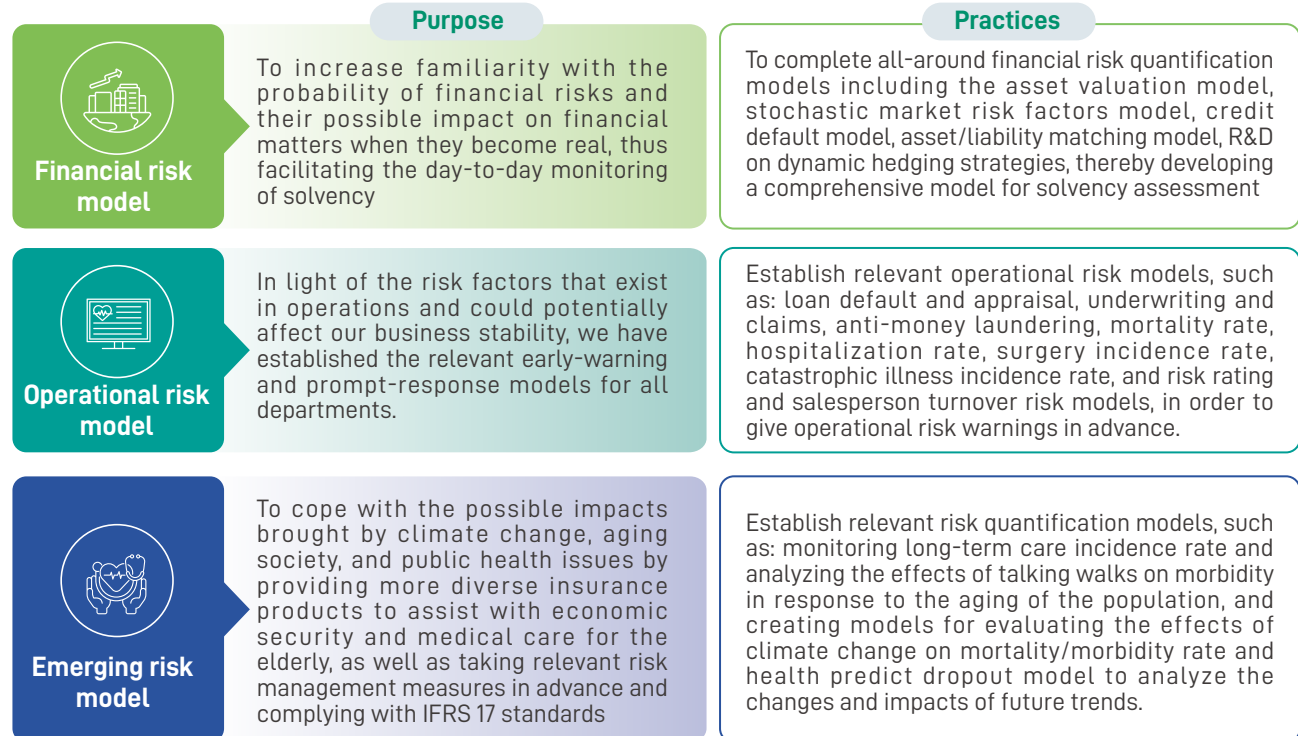 Purpose
Practices
Financial risk
model
To increase familiarity with the
probability of financial risks and
their possible impact on financial
matters when they become real, thus
facilitating the day-to-day monitoring
of solvency
To complete all-around financial risk quantification
models including the asset valuation model,
stochastic market risk factors model, credit
default model, asset/liability matching model, R&D
on dynamic hedging strategies, thereby developing
a comprehensive model for solvency assessment
Operational risk
model
In light of the risk factors that exist
in operations and could potentially
affect our business stability, we have
established the relevant early-warning
and prompt-response models for all
departments.
Establish relevant operational risk models, such
as: loan default and appraisal, underwriting and
claims, anti-money laundering, mortality rate,
hospitalization rate, surgery incidence rate,
catastrophic illness incidence rate, and risk rating
and salesperson turnover risk models, in order to
give operational risk warnings in advance.
Emerging risk
model
To cope with the possible impacts
brought by climate change, aging
society, and public health issues by
providing more diverse insurance
products to assist with economic
security and medical care for the
elderly, as well as taking relevant risk
management measures in advance and
complying with IFRS 17 standards
Establish relevant risk quantification models, such
as: monitoring long-term care incidence rate and
analyzing the effects of talking walks on morbidity
in response to the aging of the population, and
creating models for evaluating the effects of
climate change on mortality/morbidity rate and
health predict dropout model to analyze the
changes and impacts of future trends.